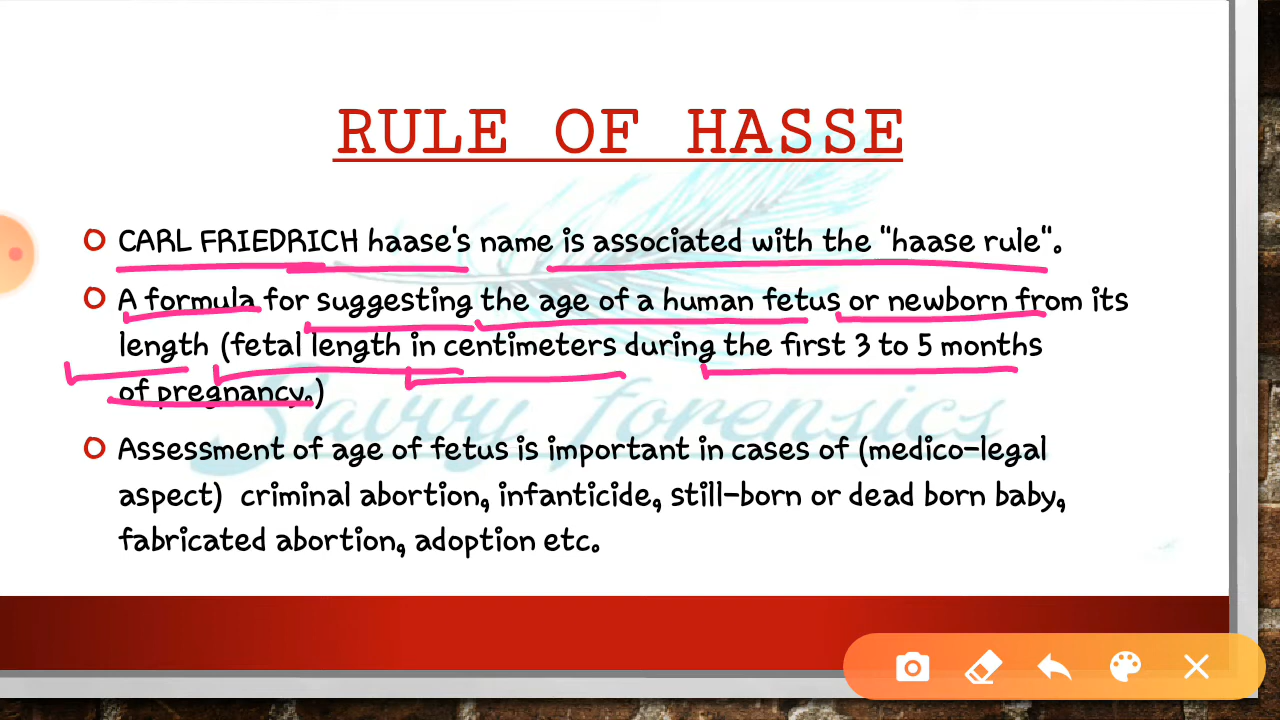 RULE OF HASSE
CARL FRIEDRICH haase's name is associated with the "haase rule".
A formula for suggesting the age of a human fetus or newborn from its
length (fetal length in centimeters during the first 3 to 5 months
of pregnancy.)
Savvy forensics
Assessment of age of fetus is important in cases of (medico-legal
aspect) criminal abortion, infanticide, still-born or dead born baby,
fabricated abortion, adoption etc.